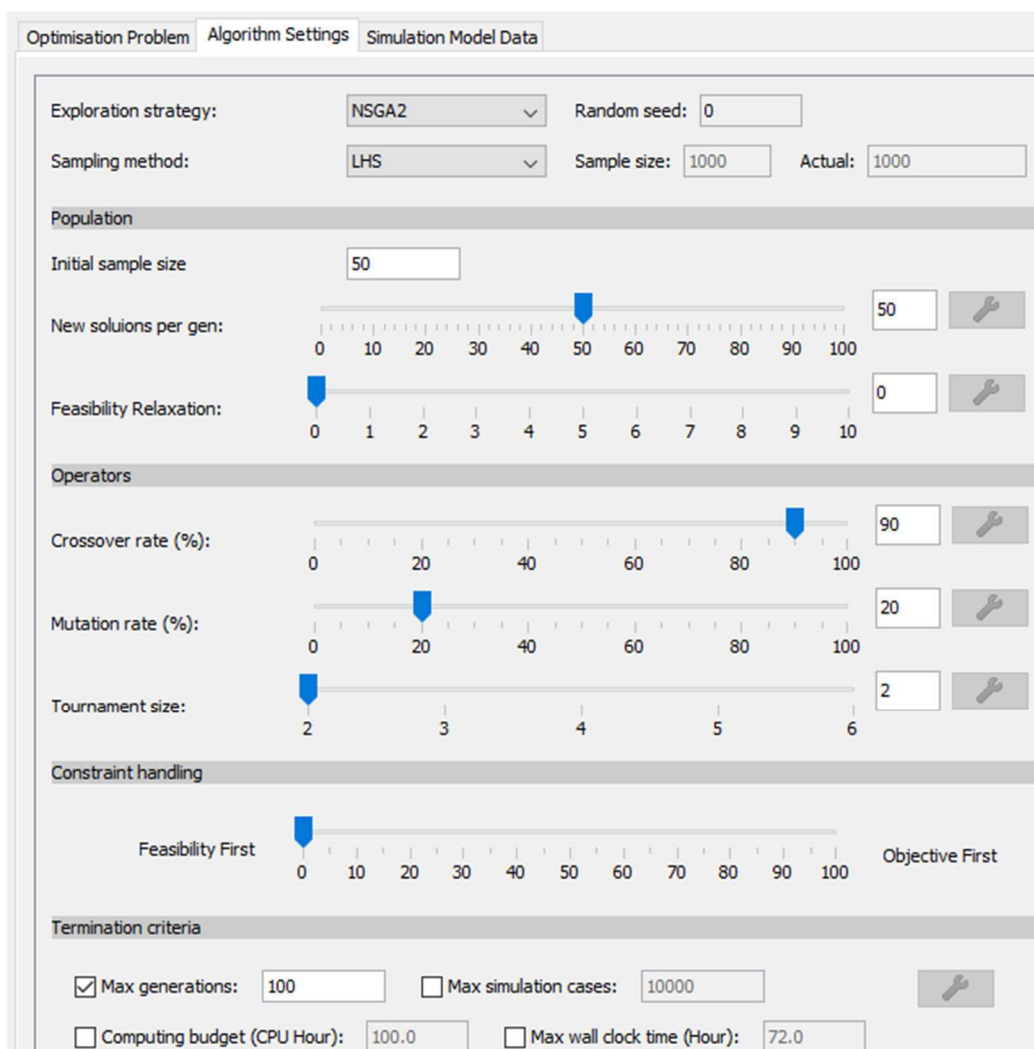 Optimisation Problem Algorithm Settings Simulation Model Data
Exploration strategy: NSGA2 Random seed: 0
Sampling method: LHS Sample size: 1000 Actual: 1000
Population
Initial sample size 50
New soluions per gen: 50
0 10 20 30 40 50 60 70 80 90 100
Feasibility Relaxation: 0
0 1 2 3 4 5 6 7 8 9 10
Operators
Crossover rate (%): 90
0 20 40 60 80 100
Mutation rate (%): 20
0 20 40 60 80 100
Tournament size: 2
2 3 4 5 6
Constraint handling
Feasibility First Objective First
0 10 20 30 40 50 60 70 80 90 100
Termination criteria
Max generations: 100 Max simulation cases: 10000
Computing budget (CPU Hour): 100.0 Max wall clock time (Hour): 72.0